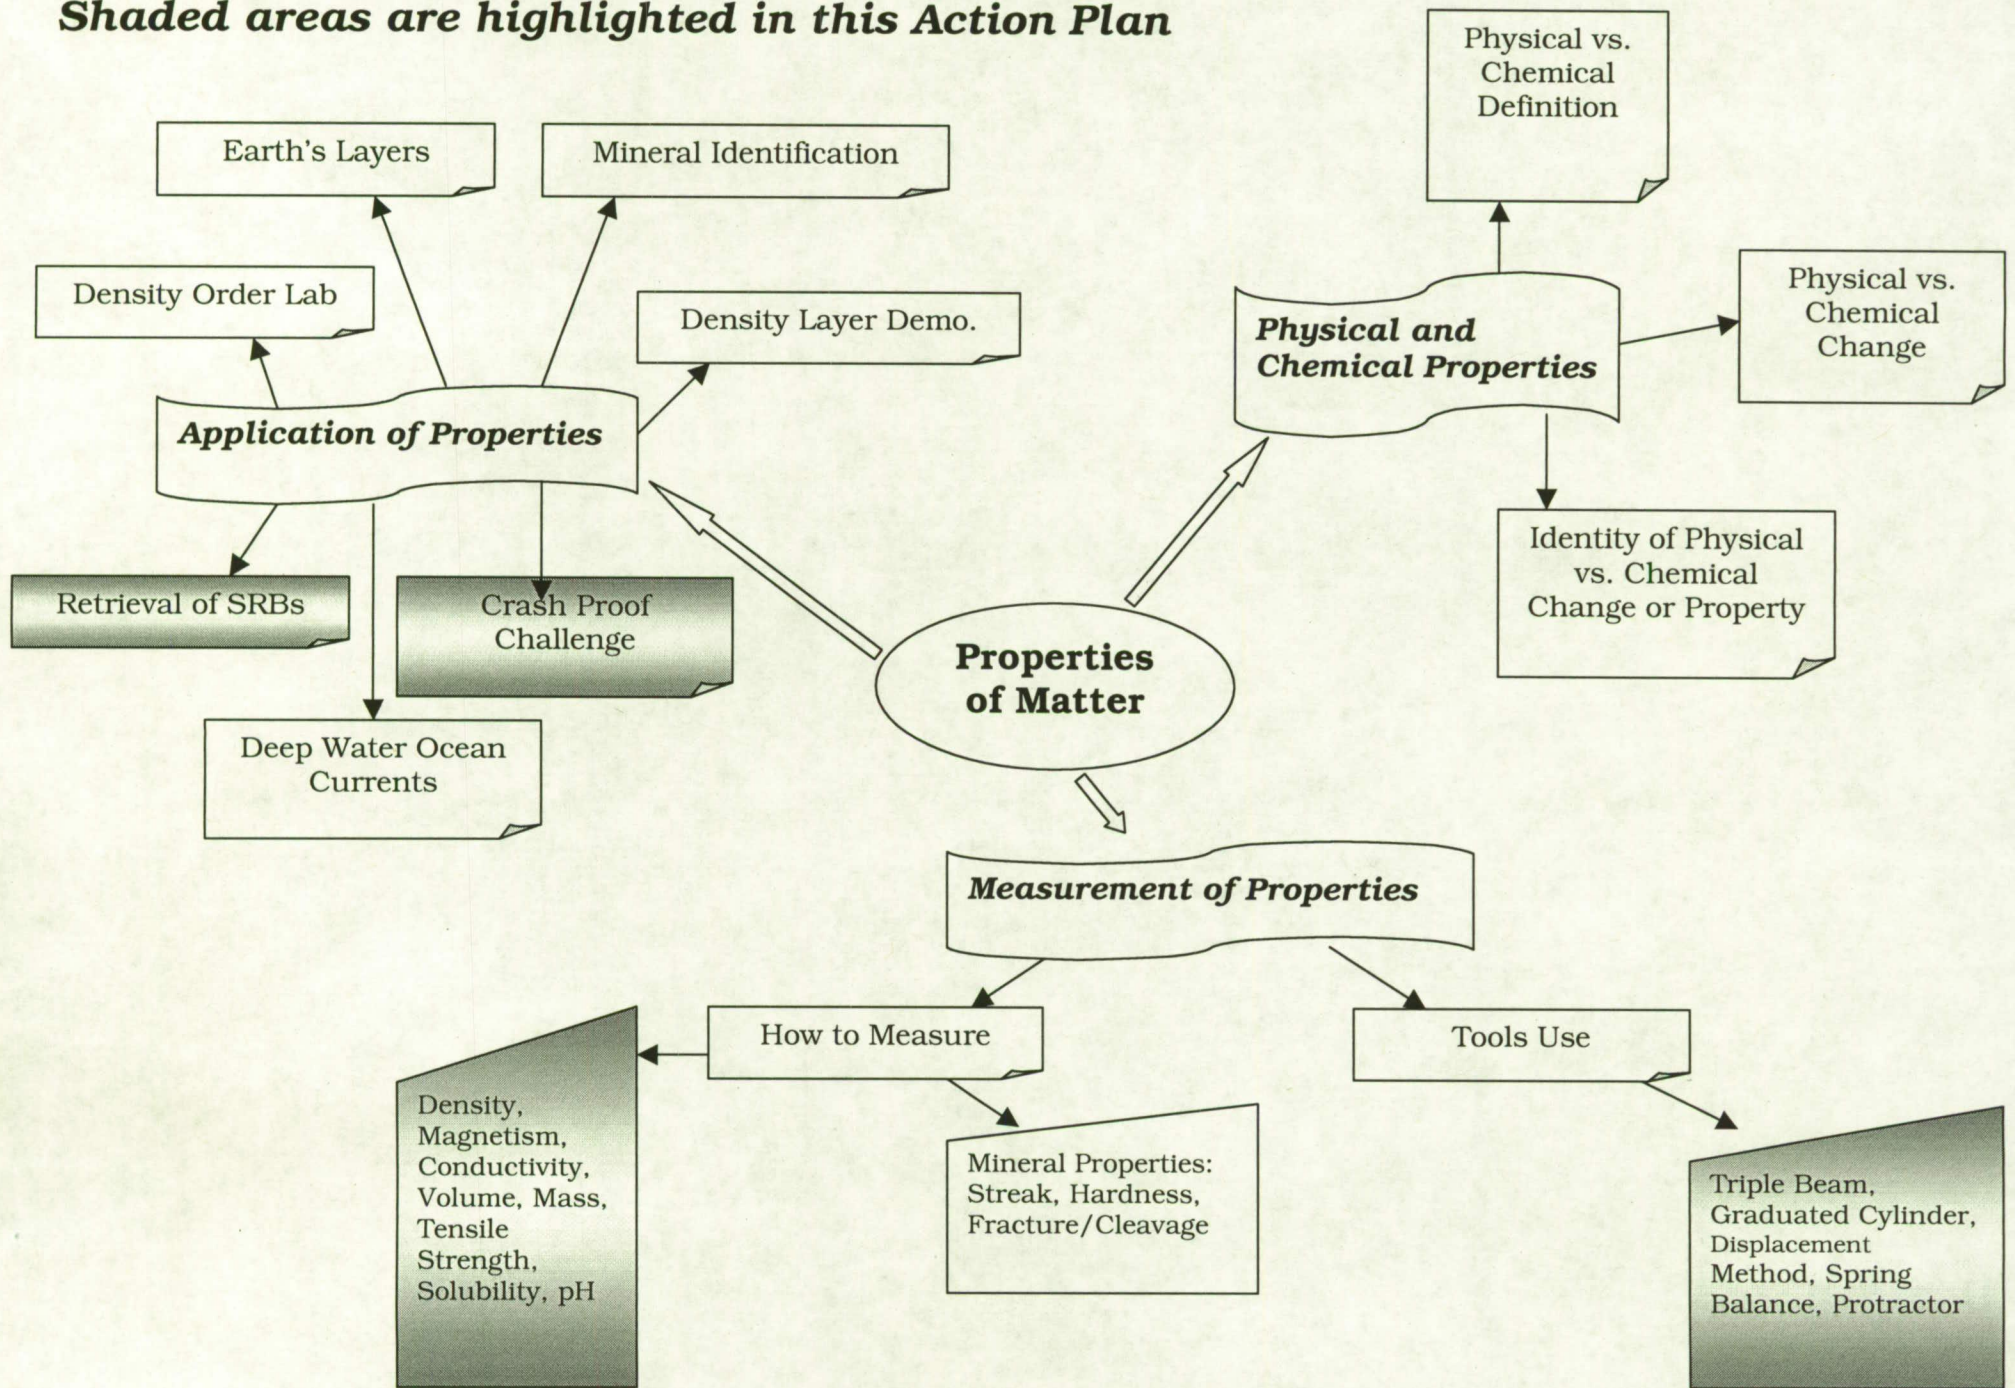 Shaded areas are highlighted in this Action Plan
Physical vs.
Chemical
Definition
Earth's Layers
Mineral Identification
Density Order Lab
Density Layer Demo.
Physical vs.
Chemical
Change
Physical and
Chemical Properties
Application of Properties
Identity of Physical
vs. Chemical
Change or Property
Retrieval of SRBs
Crash Proof
Challenge
Properties
of Matter
Deep Water Ocean
Currents
Measurement of Properties
How to Measure
Tools Use
Density,
Magnetism,
Conductivity,
Volume, Mass,
Tensile
Strength,
Solubility, pH
Mineral Properties:
Streak, Hardness,
Fracture/Cleavage
Triple Beam,
Graduated Cylinder,
Displacement
Method, Spring
Balance, Protractor